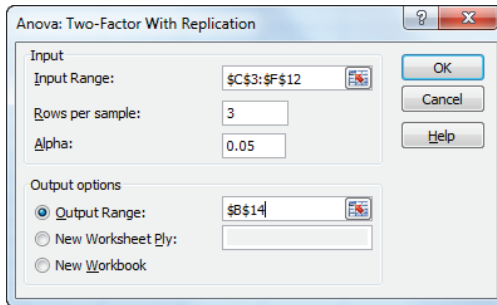 Anova: Two-Factor With Replication
Input
Input Range: $C$3:$F$12
Rows per sample: 3
Alpha: 0.05
OK
Cancel
Help
Output options
Output Range: $B$14
New Worksheet Ply:
New Workbook